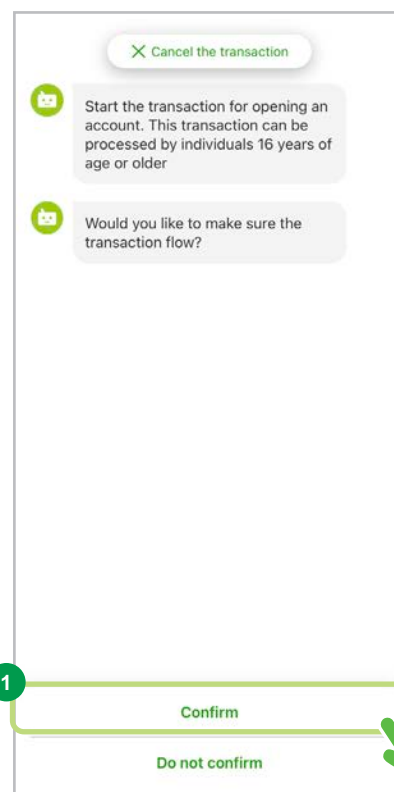 Cancel the transaction
Start the transaction for opening an
account. This transaction can be
processed by individuals 16 years of
age or older
Would you like to make sure the
transaction flow?
1
Confirm
Do not confirm